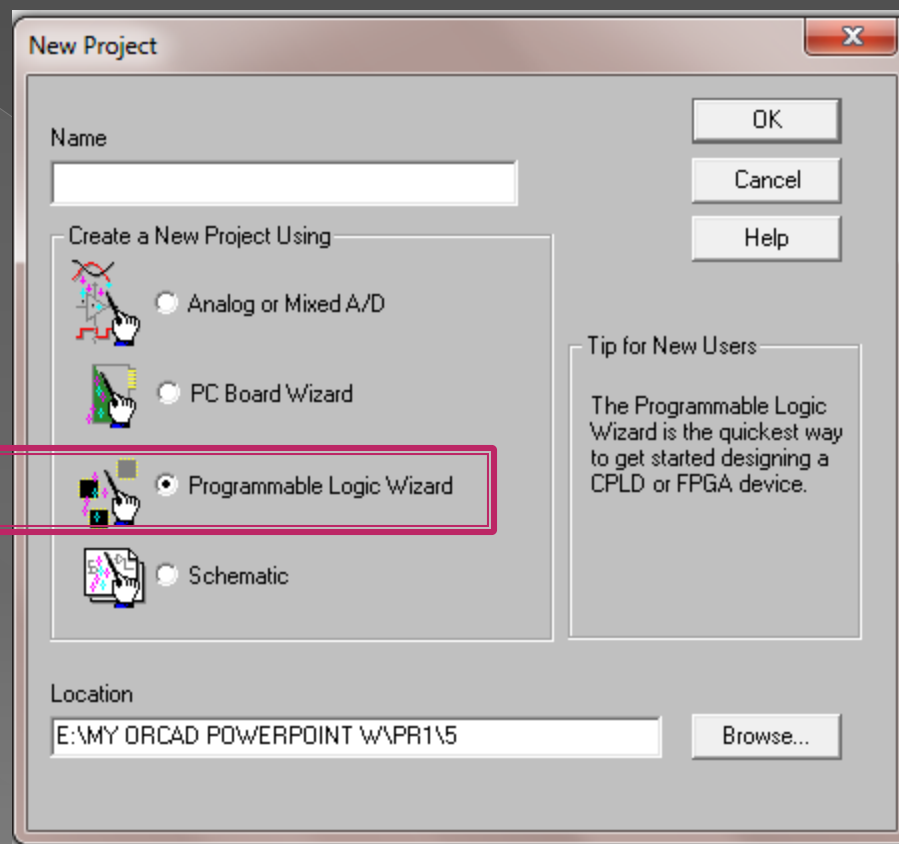 New Project
Name
OK
Cancel
Help
Create a New Project Using
Analog or Mixed A/D
PC Board Wizard
Programmable Logic Wizard
Schematic
Tip for New Users
The Programmable Logic
Wizard is the quickest way
to get started designing a
CPLD or FPGA device.
Location
E:\MY ORCAD POWERPOINT W\PR1\5
Browse...